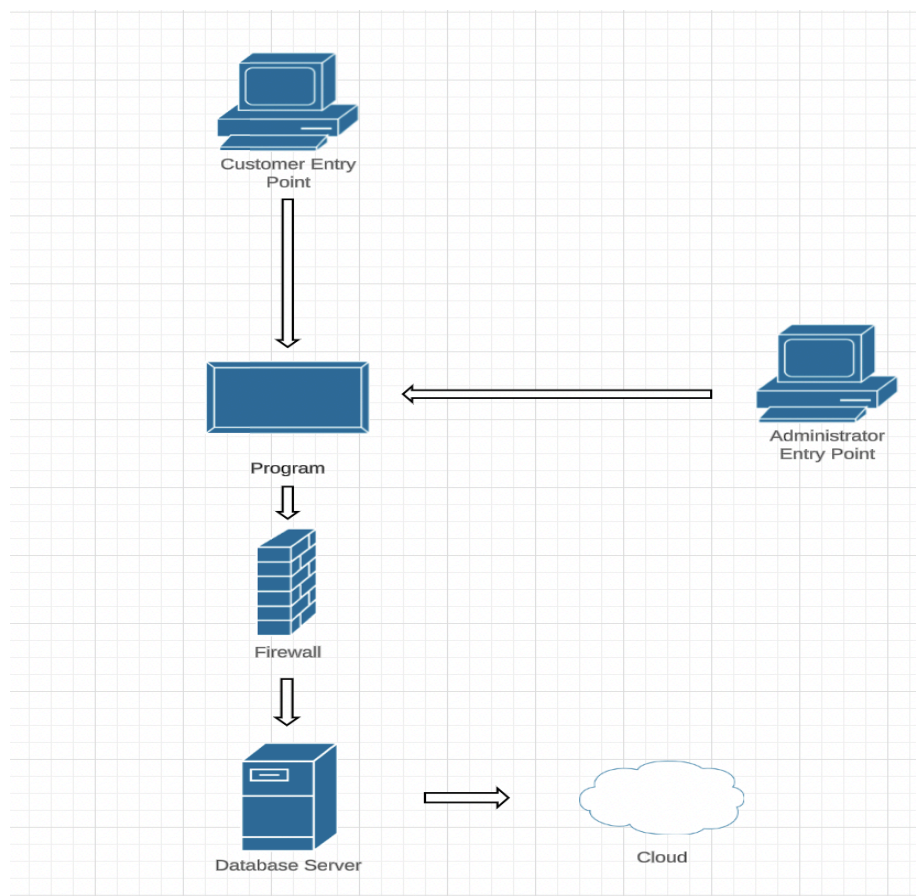 Customer Entry
Point
Administrator
Entry Point
Program
Firewall
Database Server
Cloud